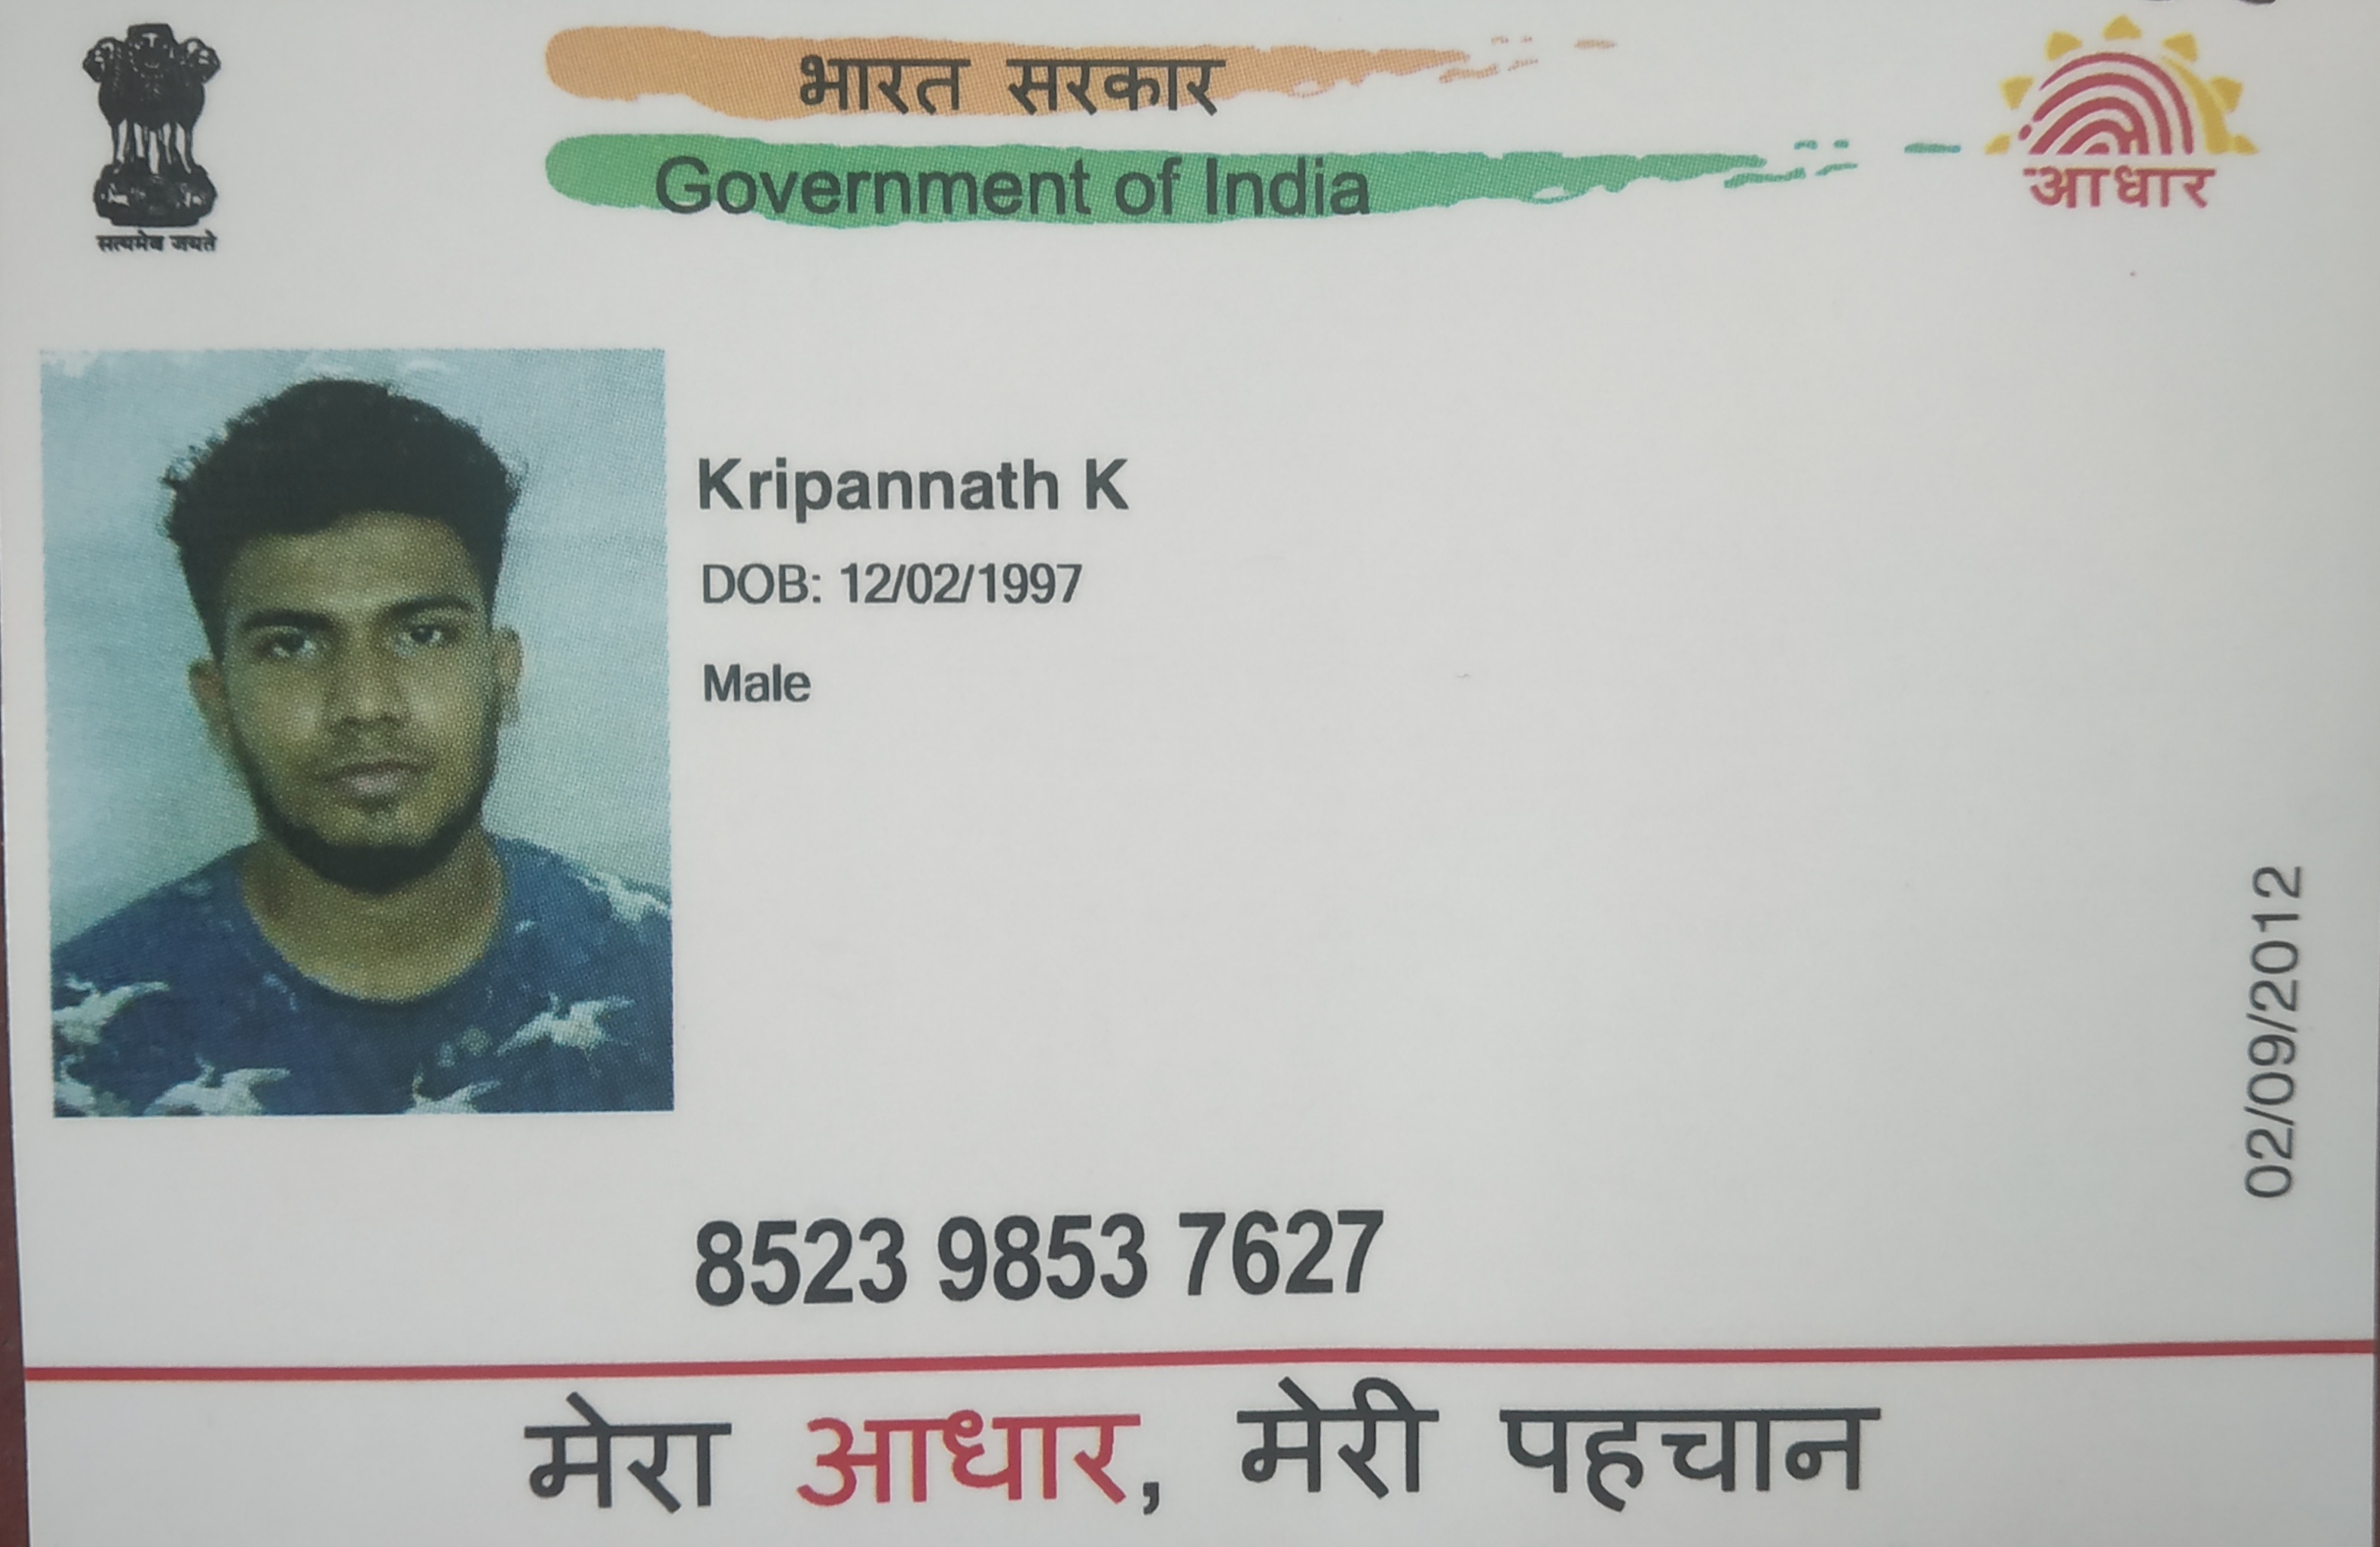 भारत सरकार
Government of India
सत्यमेव जयते
आधार
Kripannath K
DOB: 12/02/1997
Male
02/09/2012
8523 9853 7627
मेरा आधार, मेरी पहचान